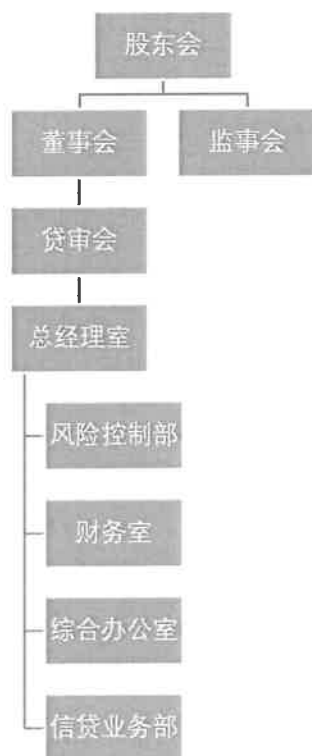 股东会
董事会
监事会
贷审会
总经理室
风险控制部
财务室
综合办公室
信贷业务部